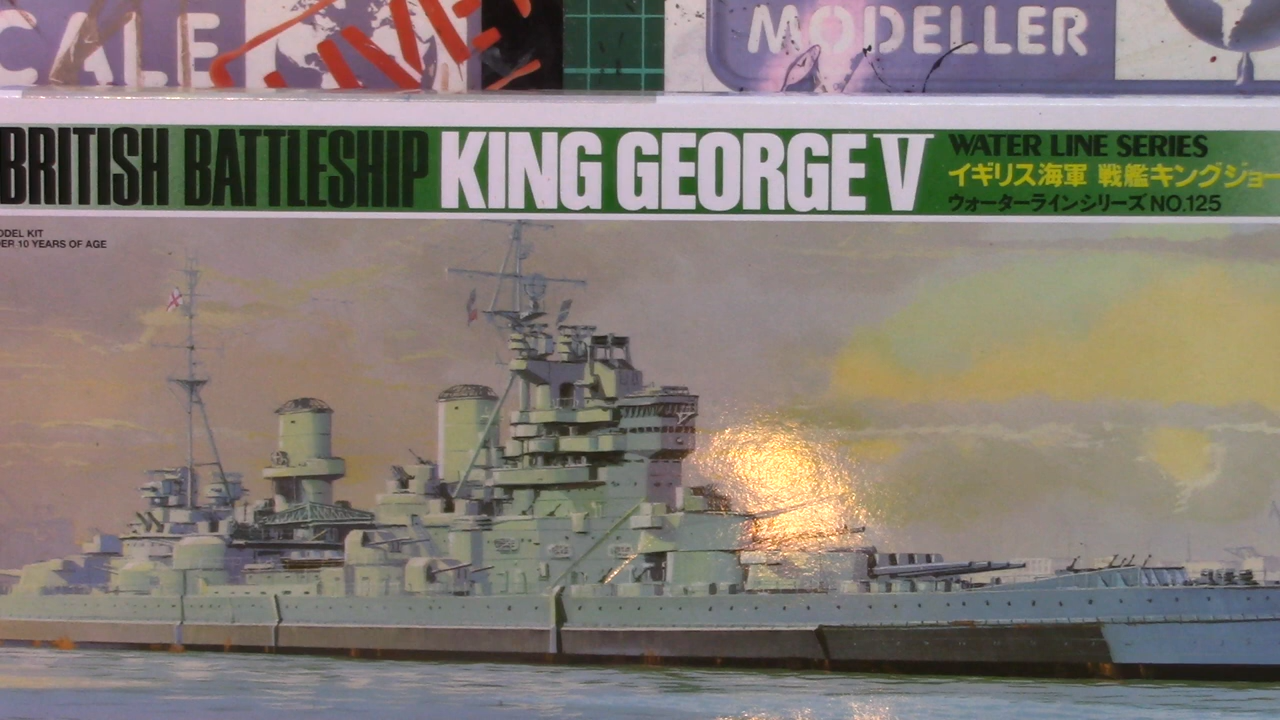 SCALE
LIVE
MODELLER
BRITISH BATTLESHIP KING GEORGE V
WATER LINE SERIES
イギリス海軍 戦艦キングジョー
ウォーターラインシリーズ NO.125
ODEL KIT
ER 10 YEARS OF AGE